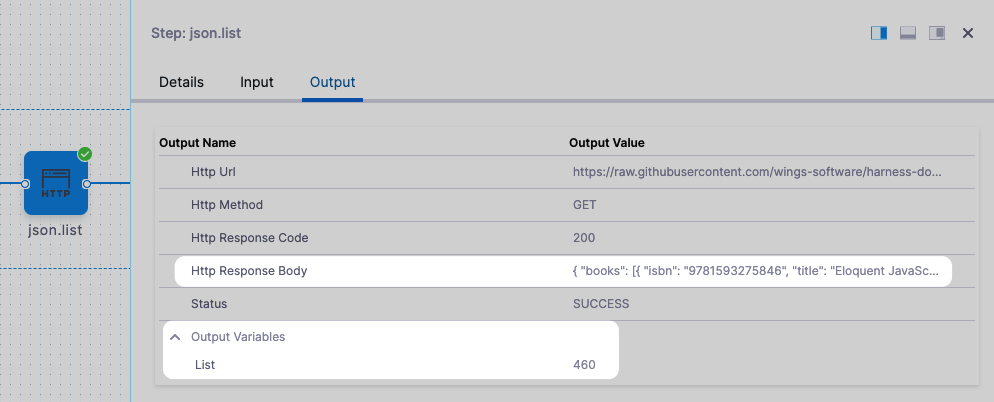 Step: json.list
Details Input Output
Output Name Output Value
Http Url https://raw.githubusercontent.com/wings-software/harness-do...
Http Method GET
HTTP
Http Response Code 200
json.list
Http Response Body { "books": [{ "isbn": "9781593275846", "title": "Eloquent JavaSc...
Status SUCCESS
Output Variables
List 460